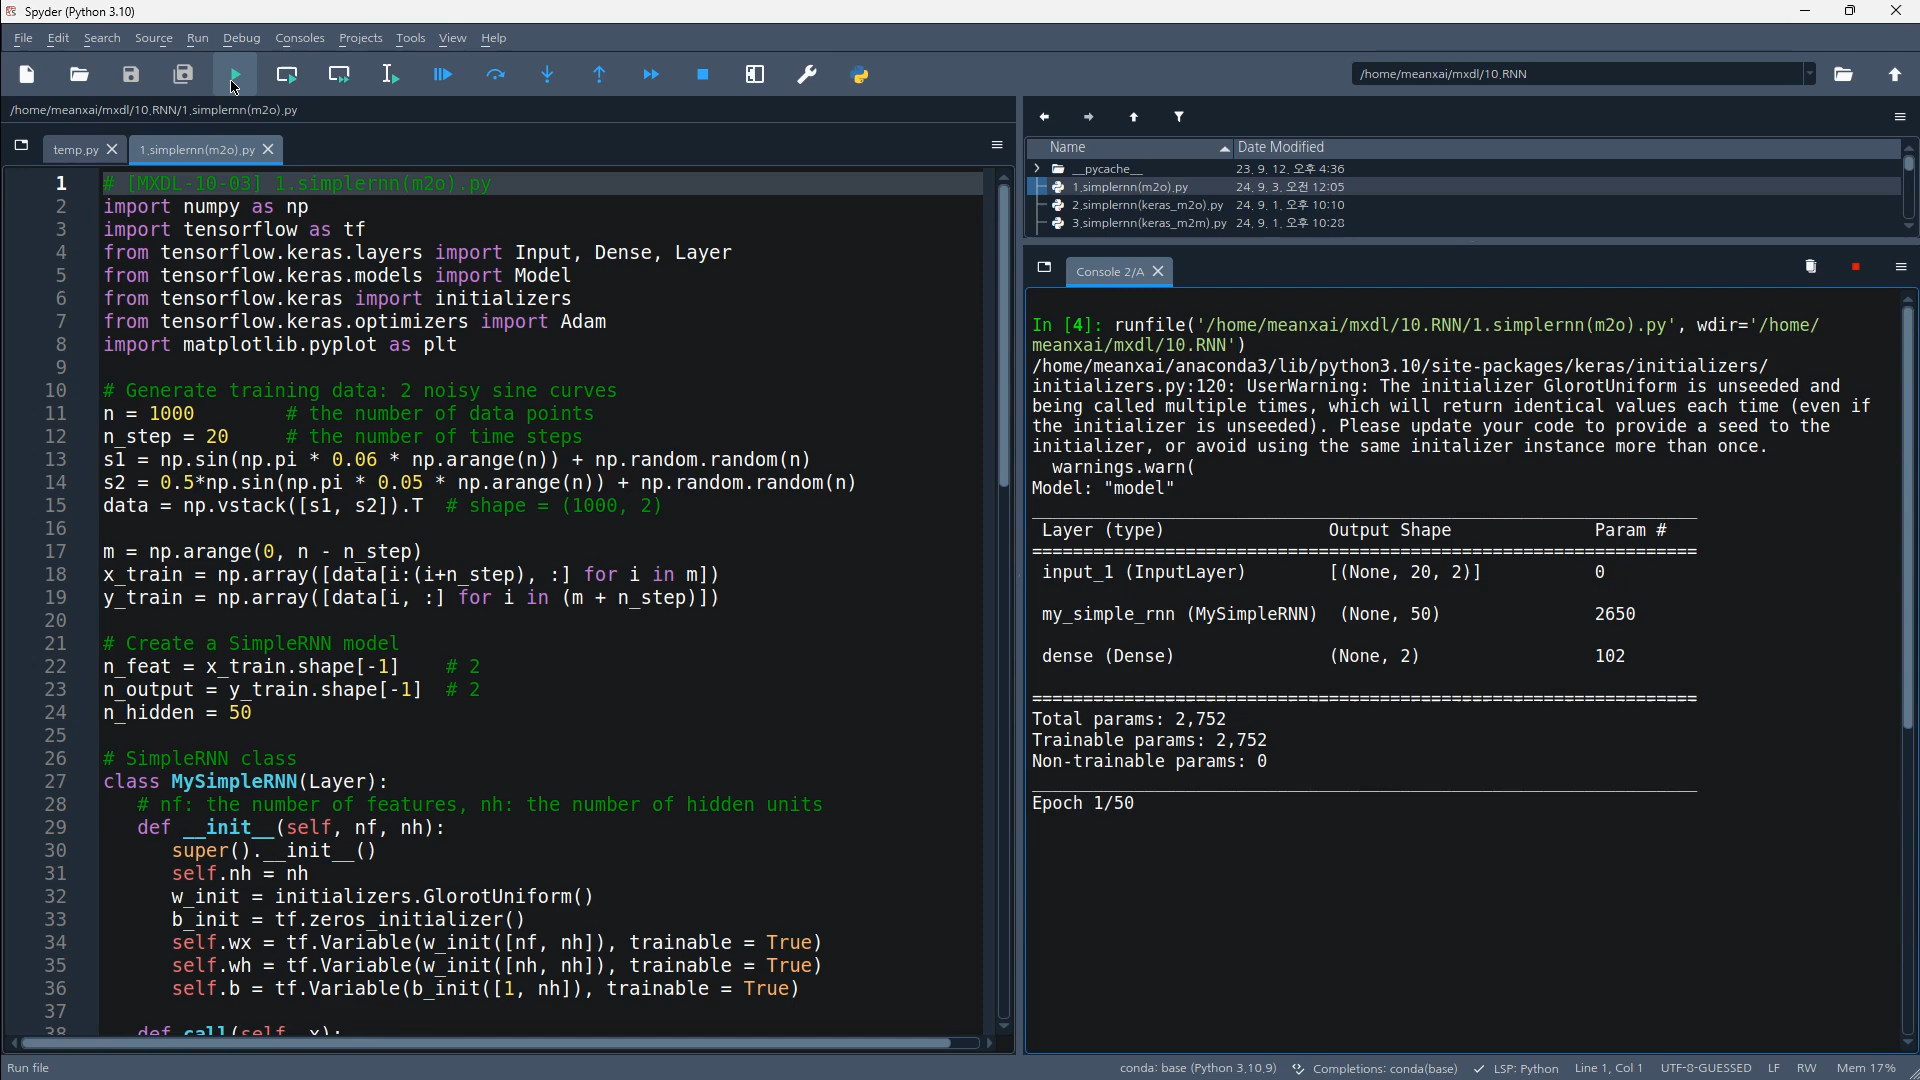 Spyder (Python 3.10)
File Edit Search Source Run Debug Consoles Projects Tools View Help
/home/meanxai/mxdl/10.RNN
/home/meanxai/mxdl/10.RNN/1.simplernn(m2o).py
temp.py 1.simplernn(m2o).py
1 # [MXDL-10-03] 1.simplernn(m2o).py
2 import numpy as np
3 import tensorflow as tf
4 from tensorflow.keras.layers import Input, Dense, Layer
5 from tensorflow.keras.models import Model
6 from tensorflow.keras import initializers
7 from tensorflow.keras.optimizers import Adam
8 import matplotlib.pyplot as plt
9
10 # Generate training data: 2 noisy sine curves
11 n = 1000 # the number of data points
12 n_step = 20 # the number of time steps
13 s1 = np.sin(np.pi * 0.06 * np.arange(n)) + np.random.random(n)
14 s2 = 0.5*np.sin(np.pi * 0.05 * np.arange(n)) + np.random.random(n)
15 data = np.vstack([s1, s2]).T # shape = (1000, 2)
16
17 m = np.arange(0, n - n_step)
18 x_train = np.array([data[i:(i+n_step), :] for i in m])
19 y_train = np.array([data[i, :] for i in (m + n_step)])
20
21 # Create a SimpleRNN model
22 n_feat = x_train.shape[-1] # 2
23 n_output = y_train.shape[-1] # 2
24 n_hidden = 50
25
26 # SimpleRNN class
27 class MySimpleRNN(Layer):
28 # nf: the number of features, nh: the number of hidden units
29 def __init__(self, nf, nh):
30 super().__init__()
31 self.nh = nh
32 w_init = initializers.GlorotUniform()
33 b_init = tf.zeros_initializer()
34 self.wx = tf.Variable(w_init([nf, nh]), trainable = True)
35 self.wh = tf.Variable(w_init([nh, nh]), trainable = True)
36 self.b = tf.Variable(b_init([1, nh]), trainable = True)
37
38 def call(self, x):
Name Date Modified
__pycache__ 23. 9. 12. 오후 4:36
1.simplernn(m2o).py 24. 9. 3. 오전 12:05
2.simplernn(keras_m2o).py 24. 9. 1. 오후 10:10
3.simplernn(keras_m2m).py 24. 9. 1. 오후 10:28
Console 2/A
In [4]: runfile('/home/meanxai/mxdl/10.RNN/1.simplernn(m2o).py', wdir='/home/
meanxai/mxdl/10.RNN')
/home/meanxai/anaconda3/lib/python3.10/site-packages/keras/initializers/
initializers.py:120: UserWarning: The initializer GlorotUniform is unseeded and
being called multiple times, which will return identical values each time (even if
the initializer is unseeded). Please update your code to provide a seed to the
initializer, or avoid using the same initalizer instance more than once.
warnings.warn(
Model: "model"
Layer (type) Output Shape Param #
input_1 (InputLayer) [(None, 20, 2)] 0
my_simple_rnn (MySimpleRNN) (None, 50) 2650
dense (Dense) (None, 2) 102
Total params: 2,752
Trainable params: 2,752
Non-trainable params: 0
Epoch 1/50
Run file conda: base (Python 3.10.9) Completions: conda(base) LSP: Python Line 1, Col 1 UTF-8-GUESSED LF RW Mem 17%